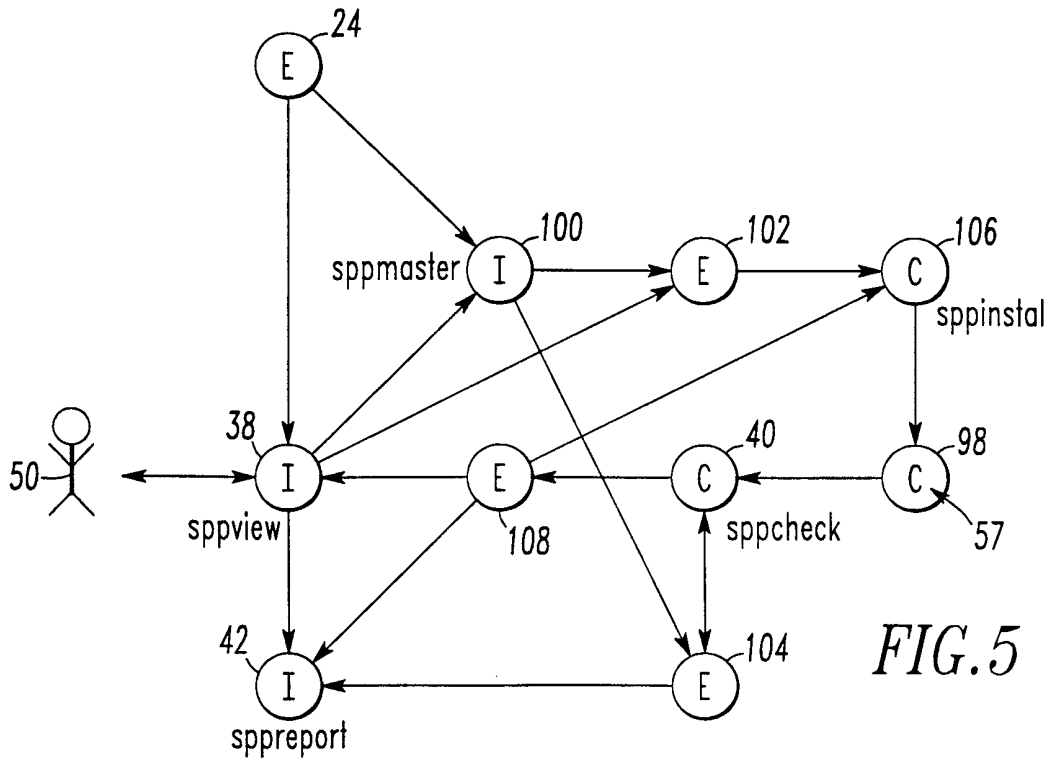 24
E
100
102
106
sppmaster
I
E
C
sppinstal
38
40
98
50
I
E
C
C
sppview
108
sppcheck
57
42
104
I
E
sppreport
FIG.5